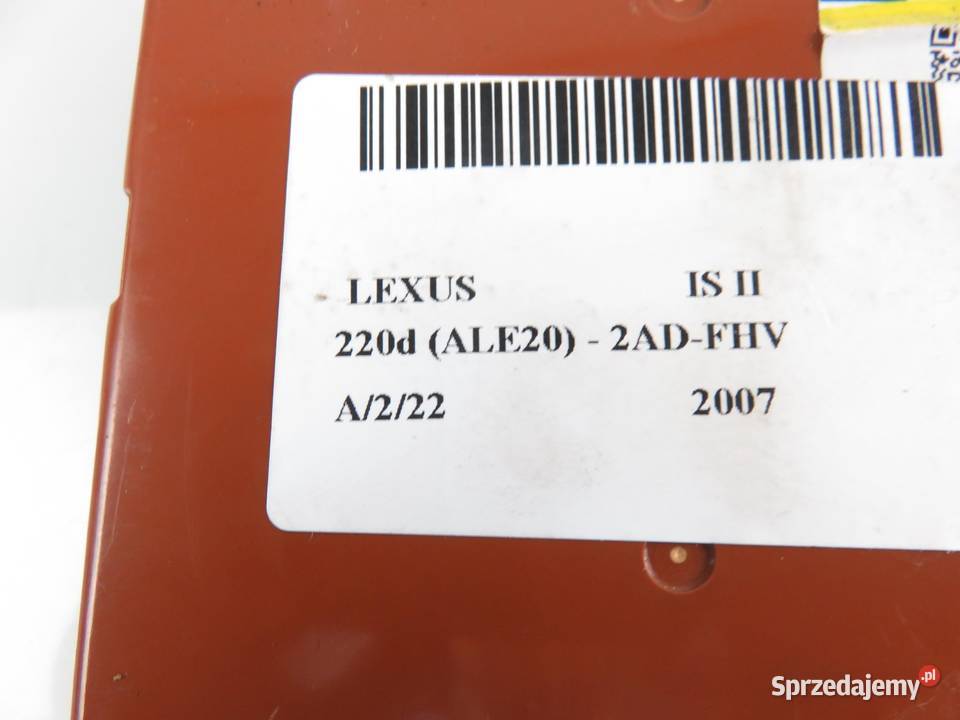 LEXUS IS II
220d (ALE20) - 2AD-FHV
A/2/22 2007
Sprzedajemy.pl